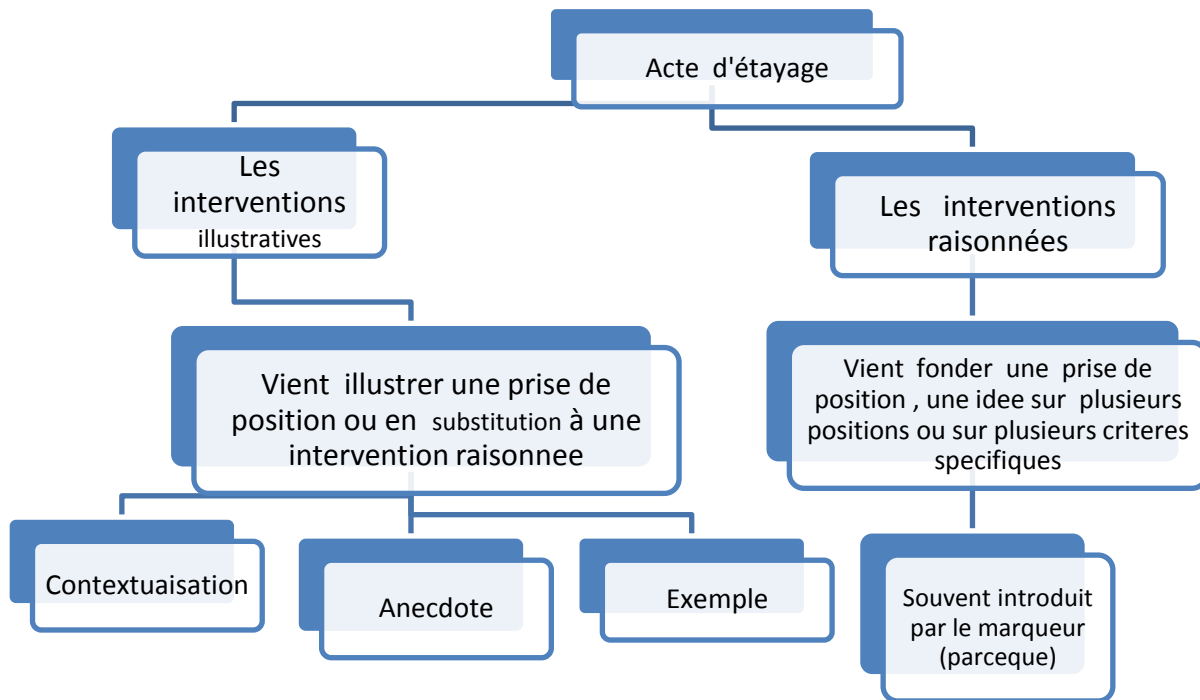 Acte d'étayage
Les
interventions
illustratives
Les interventions
raisonnées
Vient illustrer une prise de
position ou en substitution à une
intervention raisonnee
Vient fonder une prise de
position , une idee sur plusieurs
positions ou sur plusieurs criteres
specifiques
Contextuaisation
Anecdote
Exemple
Souvent introduit
par le marqueur
(parceque)